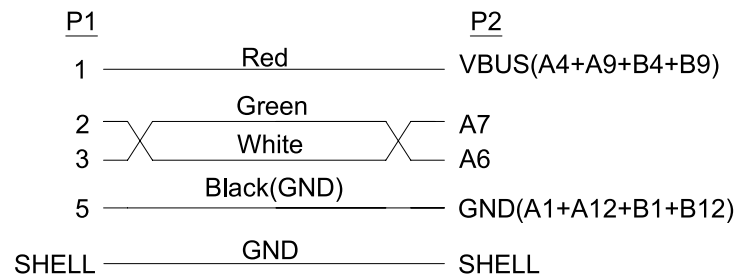 P1 P2
1 Red VBUS(A4+A9+B4+B9)
Green
2 A7
White
3 A6
Black(GND)
5 GND(A1+A12+B1+B12)
SHELL GND SHELL